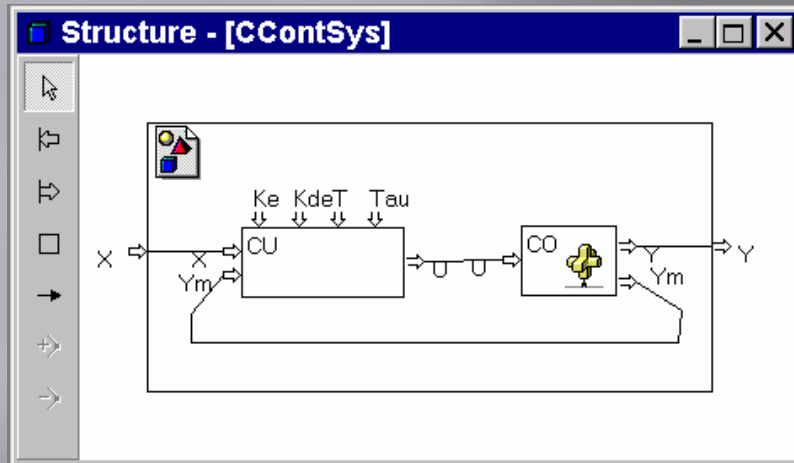 Structure - [CContSys]
Ke KdeT Tau
CU CO
X X Y Y
Ym U U Ym